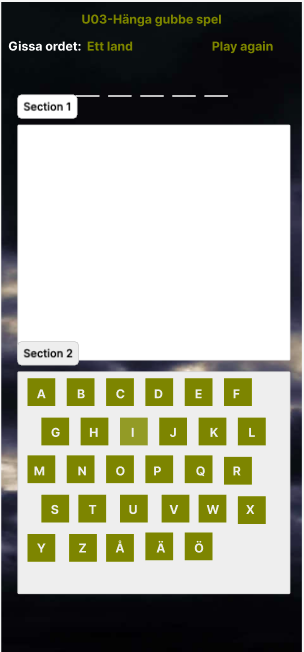 U03-Hänga gubbe spel
Gissa ordet: Ett land Play again
Section 1
Section 2
A B C D E F
G H I J K L
M N O P Q R
S T U V W X
Y Z Å Ä Ö